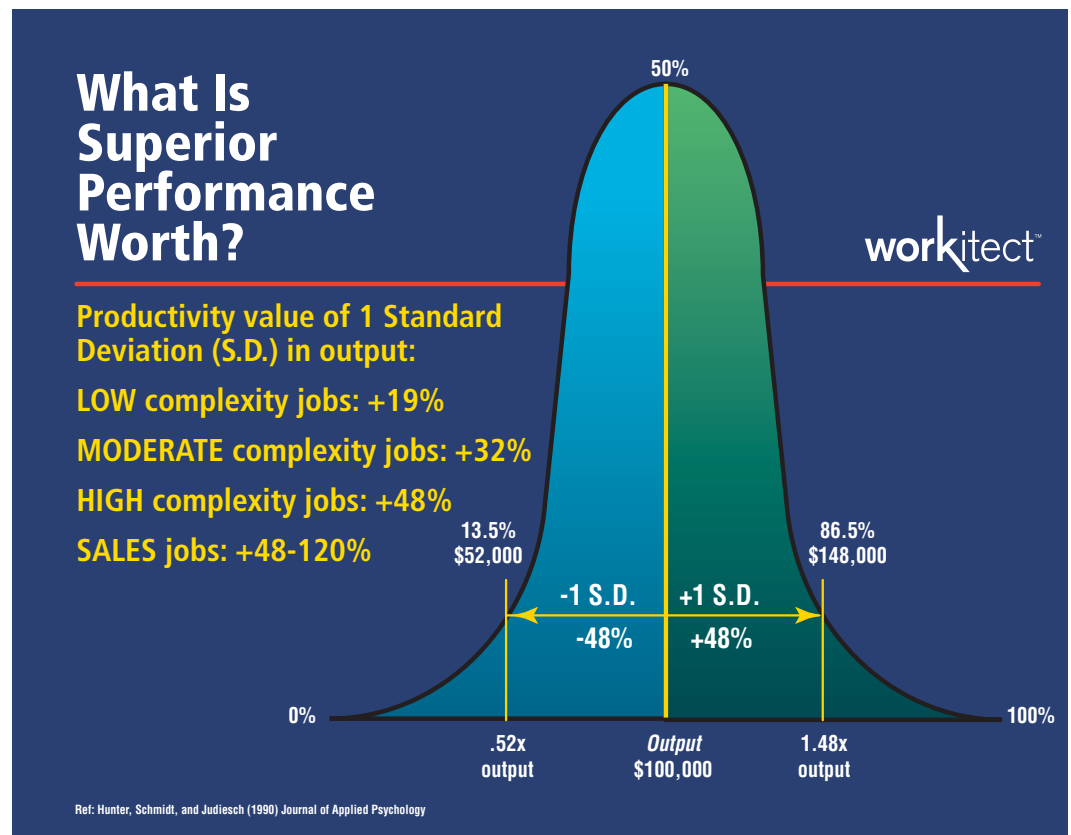 What Is
Superior
Performance
Worth?
workitect™
Productivity value of 1 Standard
Deviation (S.D.) in output:
LOW complexity jobs: +19%
MODERATE complexity jobs: +32%
HIGH complexity jobs: +48%
SALES jobs: +48-120%
50%
13.5%
$52,000
86.5%
$148,000
-1 S.D.
+1 S.D.
-48%
+48%
0%
100%
.52x
output
Output
$100,000
1.48x
output
Ref: Hunter, Schmidt, and Judiesch (1990) Journal of Applied Psychology